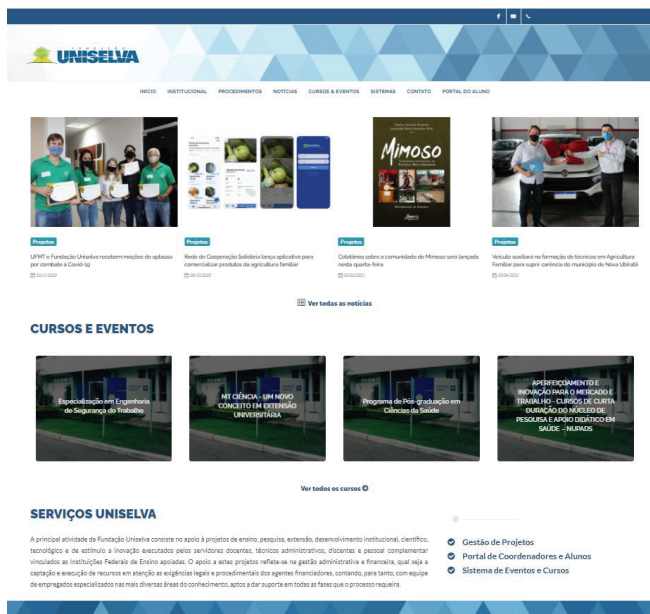 FUNDAÇÃO
UNISELVA
INÍCIO INSTITUCIONAL PROCEDIMENTOS NOTÍCIAS CURSOS & EVENTOS SISTEMAS CONTATO PORTAL DO ALUNO
Mimoso
Projetos
UFMT e Fundação Uniselva recebem moções de aplauso
por combate à Covid-19
Projetos
Rede de Cooperação Solidária lança aplicativo para
comercializar produtos da agricultura familiar
Projetos
Coletânea sobre a comunidade de Mimoso será lançada
nesta quarta-feira
Projetos
Veículo auxiliará na formação de técnicos em Agricultura
Familiar para suprir carência do município de Nova Ubiratã
Ver todas as notícias
CURSOS E EVENTOS
Especialização em Engenharia
de Segurança do Trabalho
MT CIÊNCIA - UM NOVO
CONCEITO EM EXTENSÃO
UNIVERSITÁRIA
Programa de Pós-graduação em
Ciências da Saúde
APERFEIÇOAMENTO E
INOVAÇÃO PARA O MERCADO E
TRABALHO - CURSOS DE CURTA
DURAÇÃO DO NÚCLEO DE
PESQUISA E APOIO DIDÁTICO EM
SAÚDE – NUPADS
Ver todos os cursos
SERVIÇOS UNISELVA
A principal atividade da Fundação Uniselva consiste no apoio à projetos de ensino, pesquisa, extensão, desenvolvimento institucional, científico,
tecnológico e de estímulo a inovação executados pelos servidores docentes, técnicos administrativos, discentes e pessoal complementar
vinculados as Instituições Federais de Ensino apoiadas. O apoio a estes projetos reflete-se na gestão administrativa e financeira, qual seja a
captação e execução de recursos em atenção as exigências legais e procedimentais dos agentes financiadores, contando, para tanto, com equipe
de empregados especializados nas mais diversas áreas do conhecimento, aptos a dar suporte em todas as fases que o processo requeira.
Gestão de Projetos
Portal de Coordenadores e Alunos
Sistema de Eventos e Cursos